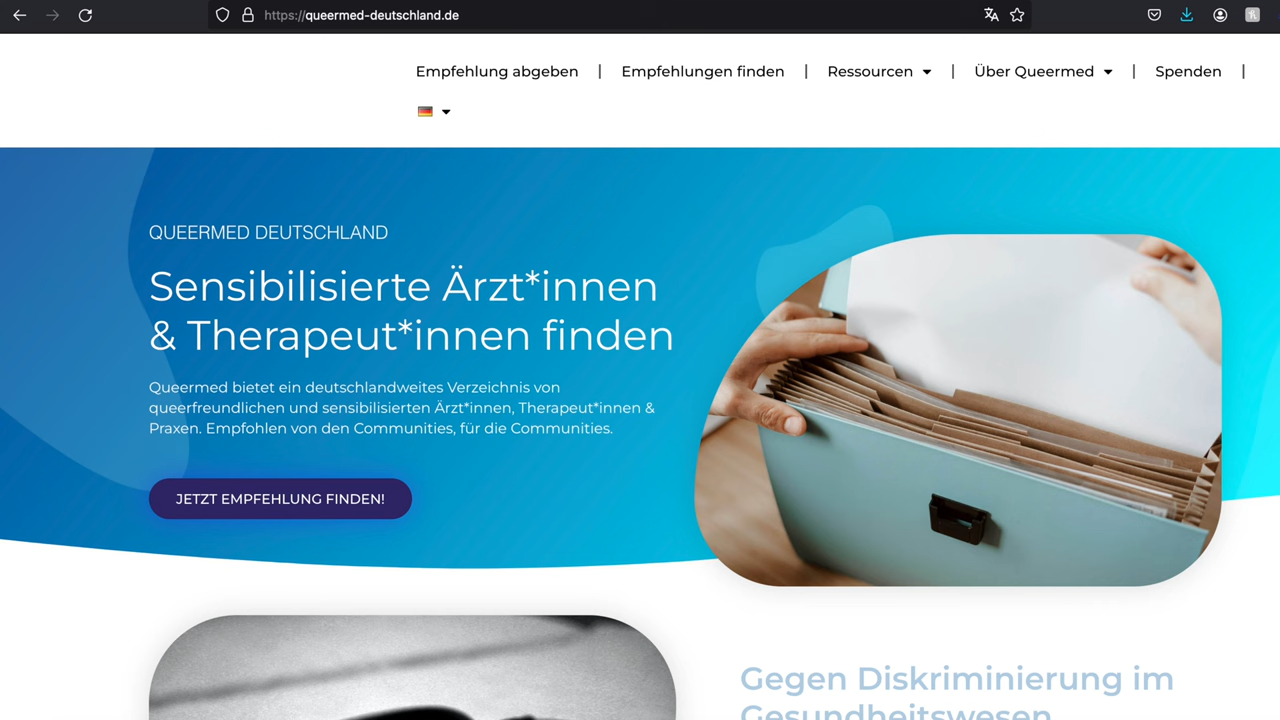 https://queermed-deutschland.de
Empfehlung abgeben | Empfehlungen finden | Ressourcen | Über Queermed | Spenden |
QUEERMED DEUTSCHLAND
Sensibilisierte Ärzt*innen
& Therapeut*innen finden
Queermed bietet ein deutschlandweites Verzeichnis von
queerfreundlichen und sensibilisierten Ärzt*innen, Therapeut*innen &
Praxen. Empfohlen von den Communities, für die Communities.
JETZT EMPFEHLUNG FINDEN!
Gegen Diskriminierung im
Gesundheitswesen